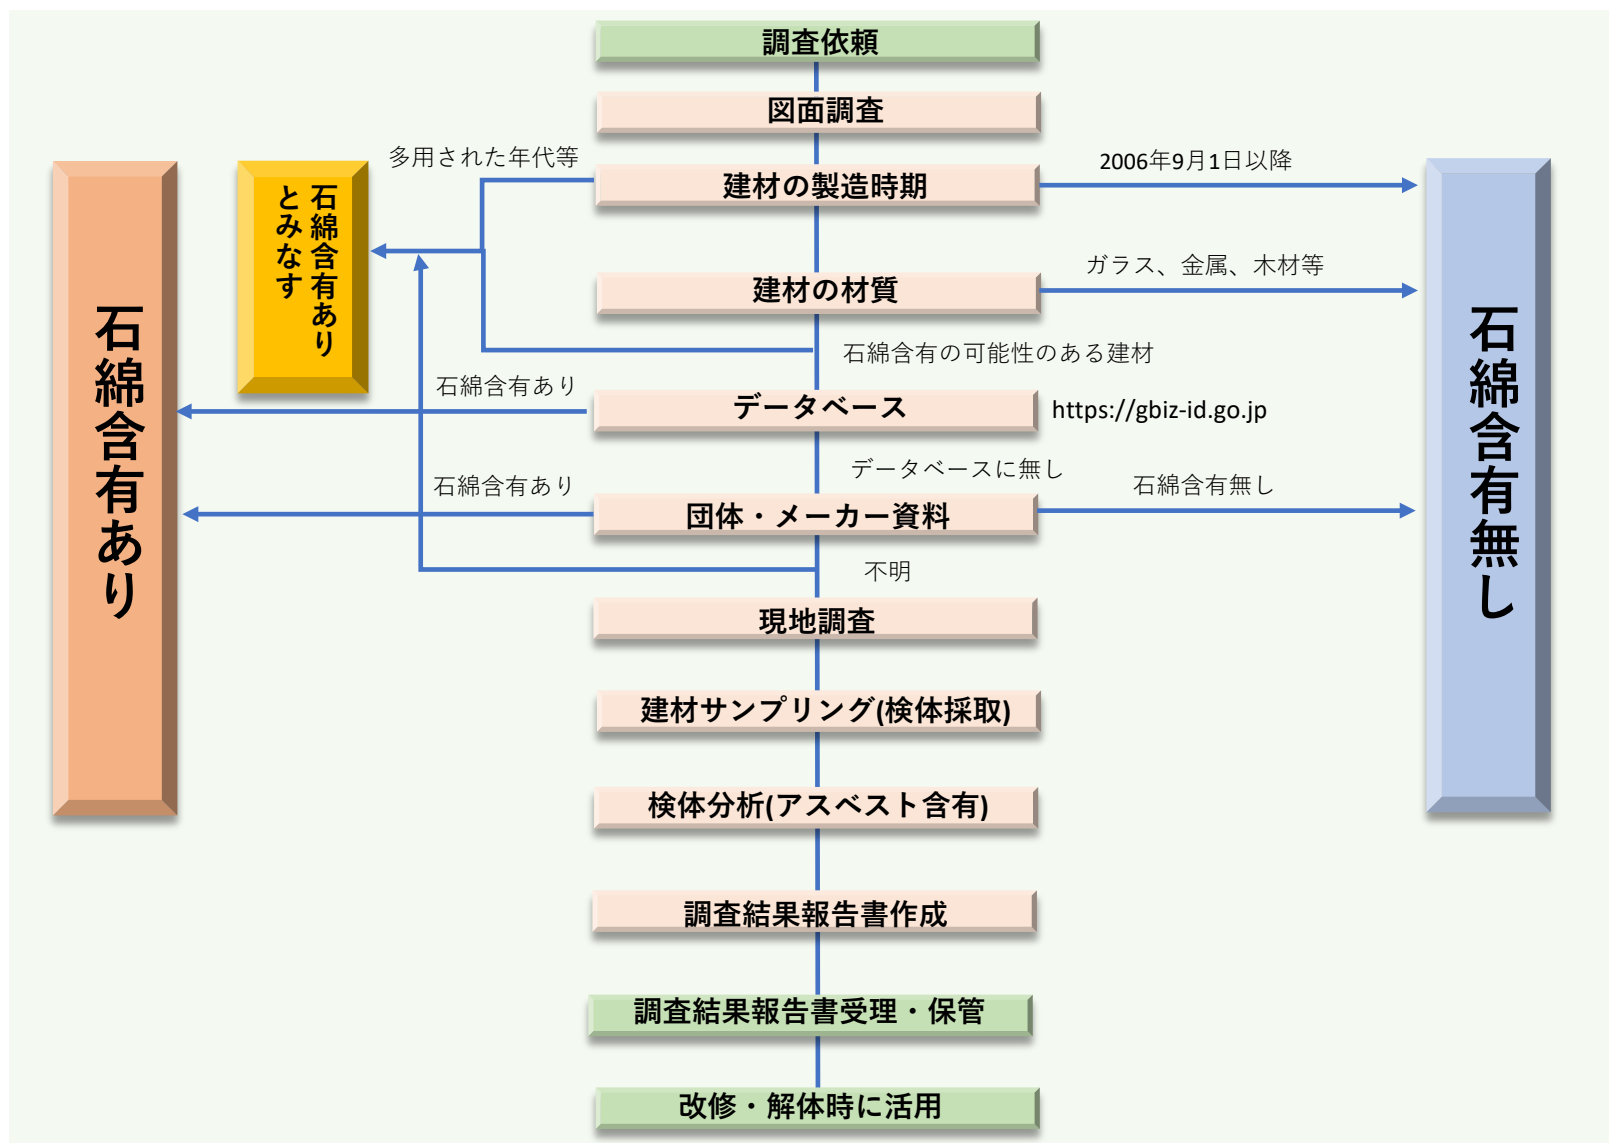 調査依頼
図面調査
多用された年代等
建材の製造時期
2006年9月1日以降
石綿含有あり
とみなす
建材の材質
ガラス、金属、木材等
石綿含有の可能性のある建材
石綿含有あり
データベース
https://gbiz-id.go.jp
データベースに無し
石綿含有あり
団体・メーカー資料
石綿含有無し
不明
石綿含有あり
石綿含有無し
現地調査
建材サンプリング(検体採取)
検体分析(アスベスト含有)
調査結果報告書作成
調査結果報告書受理・保管
改修・解体時に活用